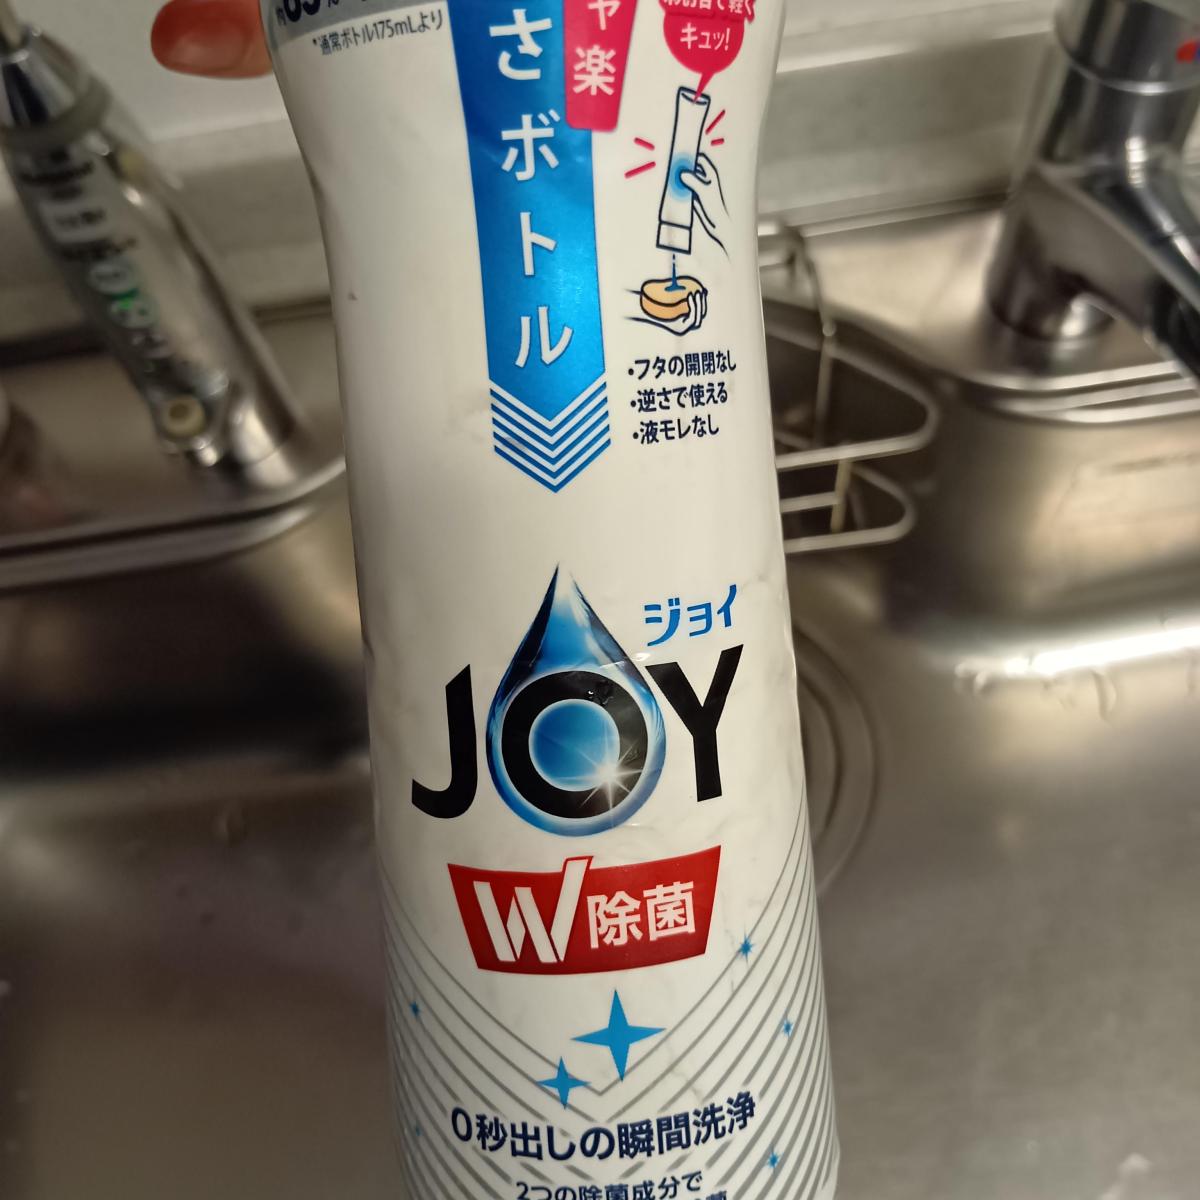 *通常ボトル175mLより
さボトル
ャ楽
キュッ!
・フタの開閉なし
・逆さで使える
・液モレなし
ジョイ
JOY
W除菌
0秒出しの瞬間洗浄
2つの除菌成分で